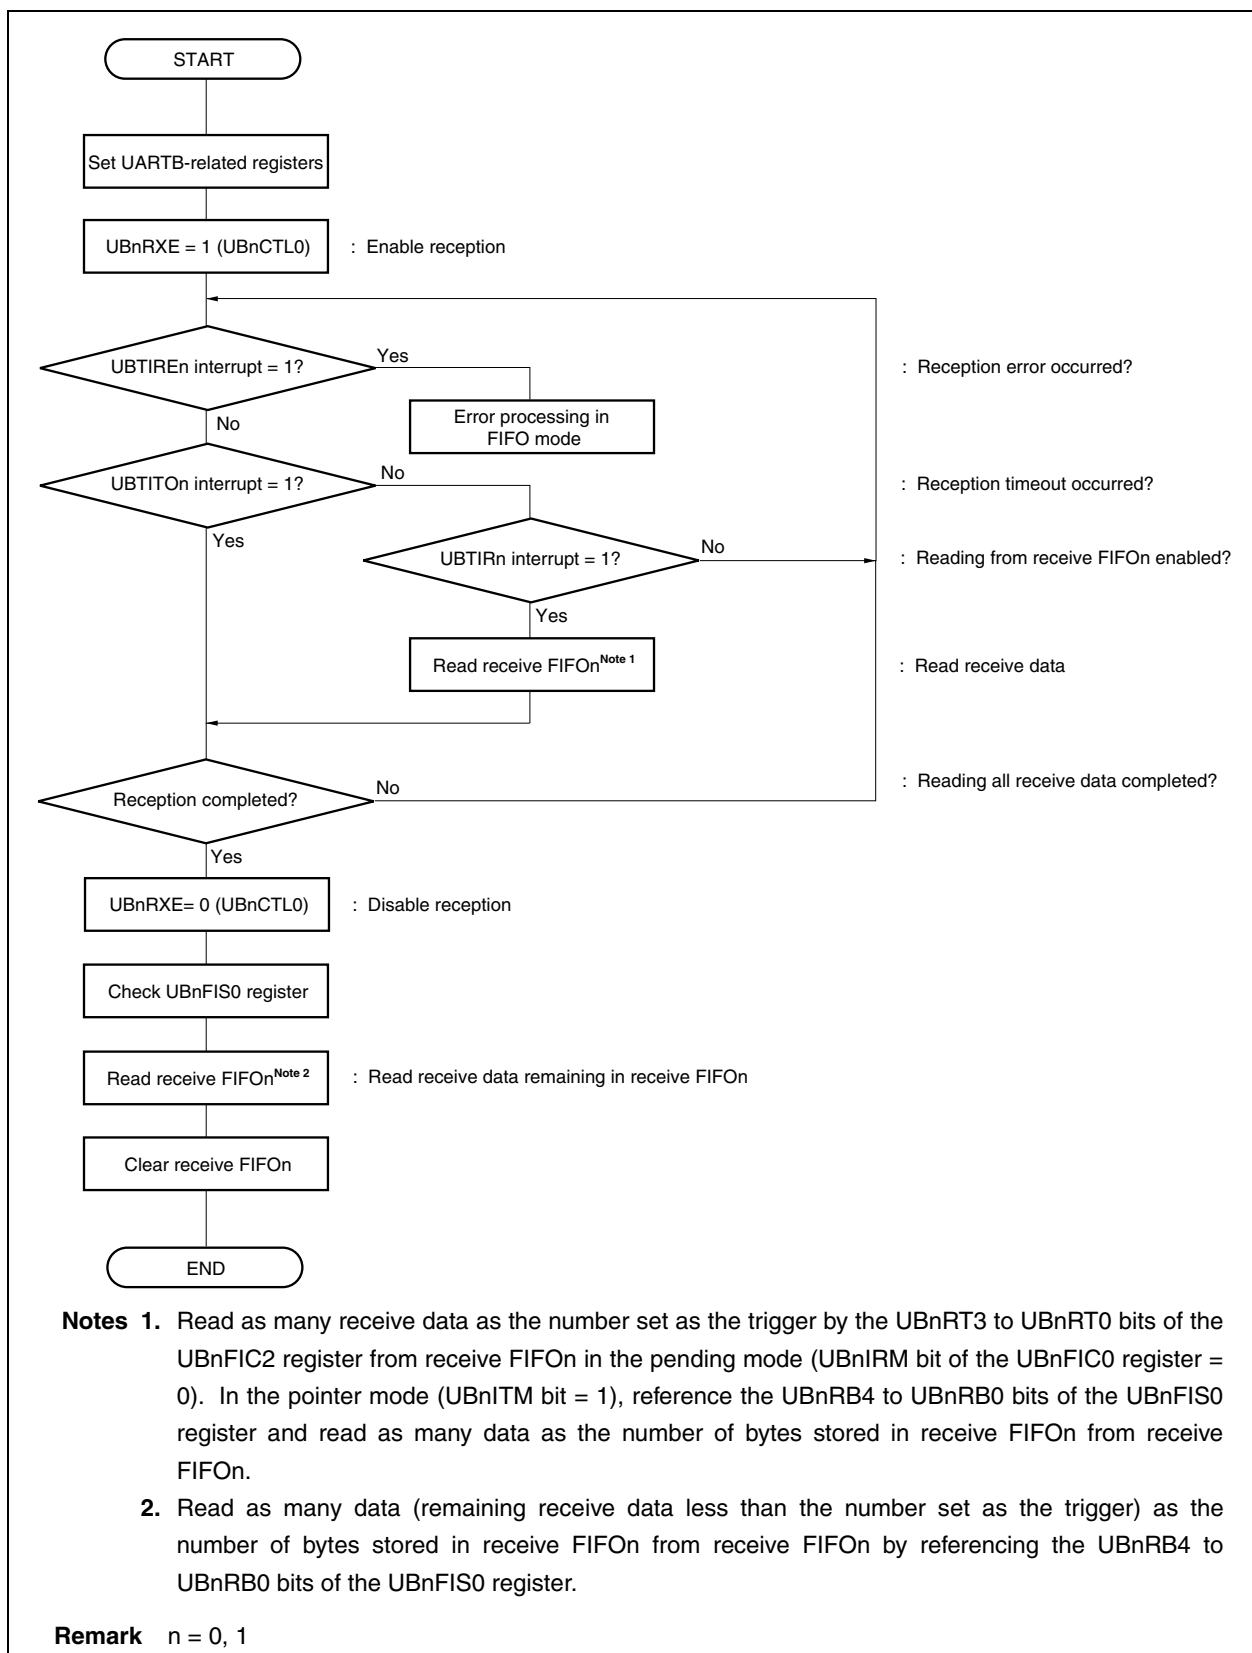 START
Set UARTB-related registers
UBnRXE = 1 (UBnCTL0) : Enable reception
UBTIREn interrupt = 1? Yes : Reception error occurred?
Error processing in
FIFO mode
No
UBTITOn interrupt = 1? No : Reception timeout occurred?
Yes
UBTIRn interrupt = 1? No : Reading from receive FIFOn enabled?
Yes
Read receive FIFOnNote 1 : Read receive data
Reception completed? No : Reading all receive data completed?
Yes
UBnRXE= 0 (UBnCTL0) : Disable reception
Check UBnFIS0 register
Read receive FIFOnNote 2 : Read receive data remaining in receive FIFOn
Clear receive FIFOn
END
Notes 1. Read as many receive data as the number set as the trigger by the UBnRT3 to UBnRT0 bits of the
UBnFIC2 register from receive FIFOn in the pending mode (UBnIRM bit of the UBnFIC0 register =
0). In the pointer mode (UBnITM bit = 1), reference the UBnRB4 to UBnRB0 bits of the UBnFIS0
register and read as many data as the number of bytes stored in receive FIFOn from receive
FIFOn.
2. Read as many data (remaining receive data less than the number set as the trigger) as the
number of bytes stored in receive FIFOn from receive FIFOn by referencing the UBnRB4 to
UBnRB0 bits of the UBnFIS0 register.
Remark n = 0, 1